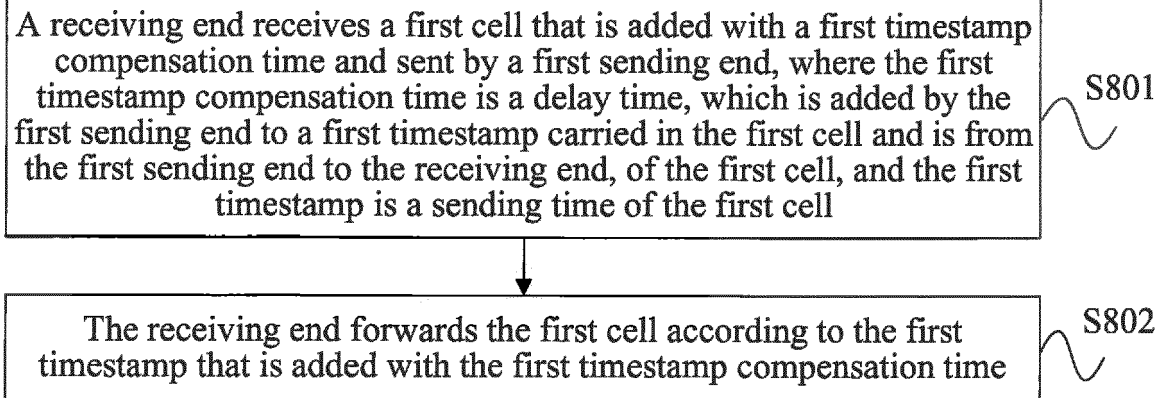 A receiving end receives a first cell that is added with a first timestamp
compensation time and sent by a first sending end, where the first
timestamp compensation time is a delay time, which is added by the
first sending end to a first timestamp carried in the first cell and is from
the first sending end to the receiving end, of the first cell, and the first
timestamp is a sending time of the first cell
S801
The receiving end forwards the first cell according to the first
timestamp that is added with the first timestamp compensation time
S802